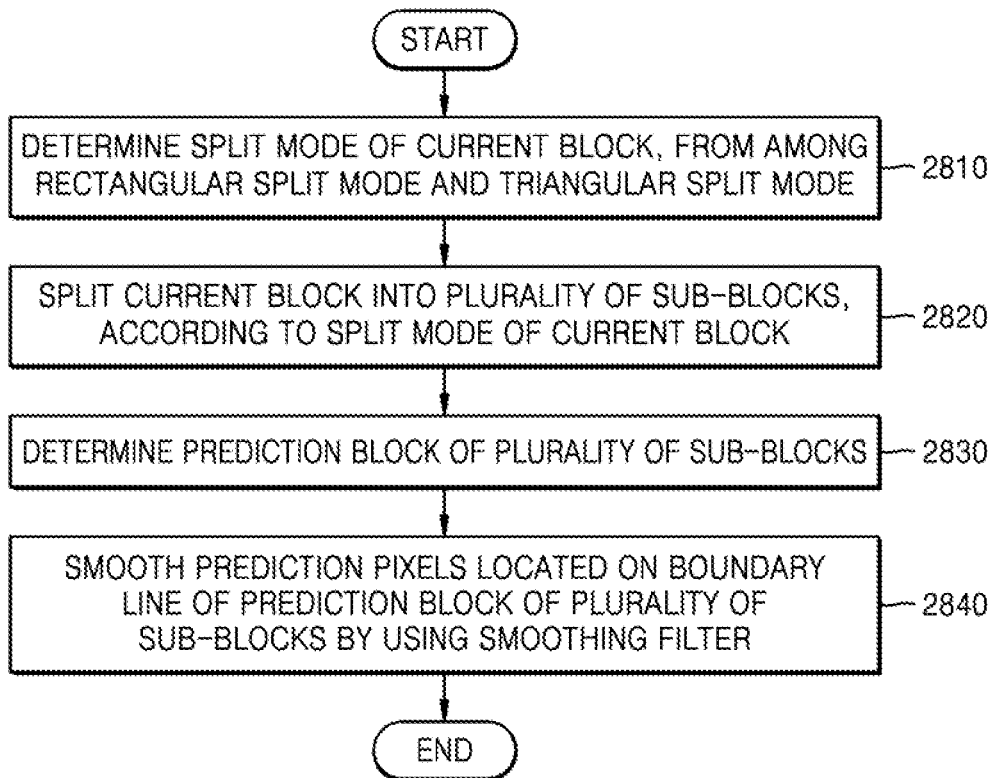 START
DETERMINE SPLIT MODE OF CURRENT BLOCK, FROM AMONG
RECTANGULAR SPLIT MODE AND TRIANGULAR SPLIT MODE
2810
SPLIT CURRENT BLOCK INTO PLURALITY OF SUB-BLOCKS,
ACCORDING TO SPLIT MODE OF CURRENT BLOCK
2820
DETERMINE PREDICTION BLOCK OF PLURALITY OF SUB-BLOCKS
2830
SMOOTH PREDICTION PIXELS LOCATED ON BOUNDARY
LINE OF PREDICTION BLOCK OF PLURALITY OF
SUB-BLOCKS BY USING SMOOTHING FILTER
2840
END